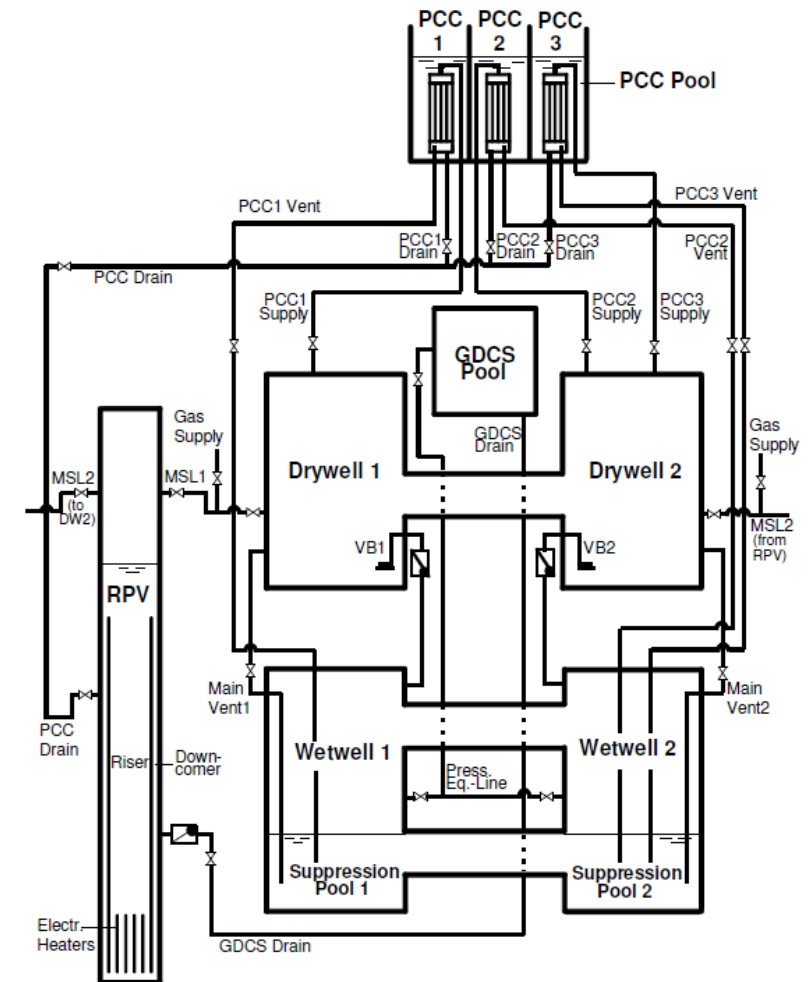 PCC
1
PCC
2
PCC
3
PCC Pool
PCC1 Vent
PCC3 Vent
PCC1
Drain
PCC2
Drain
PCC3
Drain
PCC2
Vent
PCC Drain
PCC1
Supply
PCC2
Supply
PCC3
Supply
GDCS
Pool
Gas
Supply
GDCS
Drain
Gas
Supply
MSL2
(to
DW2)
MSL1
Drywell 1
Drywell 2
MSL2
(from
RPV)
VB1
VB2
RPV
Main
Vent1
Main
Vent2
PCC
Drain
Riser
Down-
comer
Wetwell 1
Wetwell 2
Press.
Eq.-Line
Suppression
Pool 1
Suppression
Pool 2
Electr.
Heaters
GDCS Drain